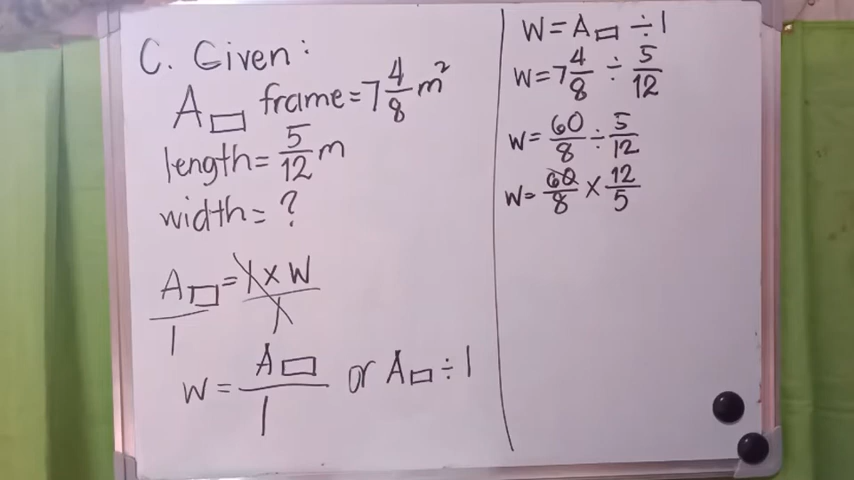 C. Given:
A▭ frame = 7 4/8 m²
length = 5/12 m
width = ?
A▭/l = l x W/l
W = A▭/l or A▭ ÷ l
W = A▭ ÷ l
W = 7 4/8 ÷ 5/12
W = 60/8 ÷ 5/12
W = 60/8 x 12/5